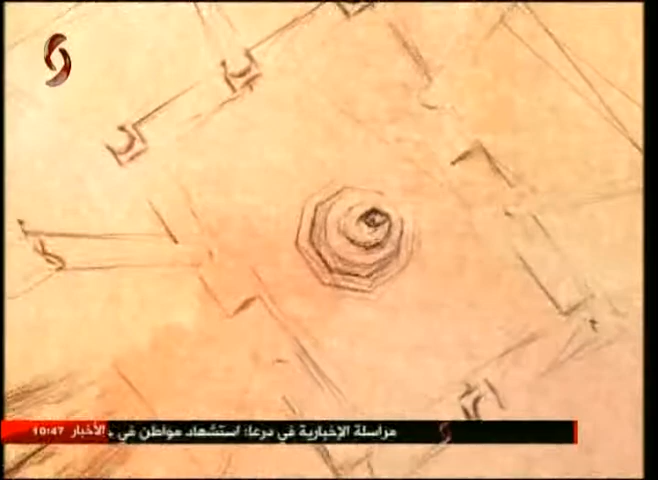 10:47 الأخبار مراسلة الإخبارية في درعا: استشهاد مواطن في